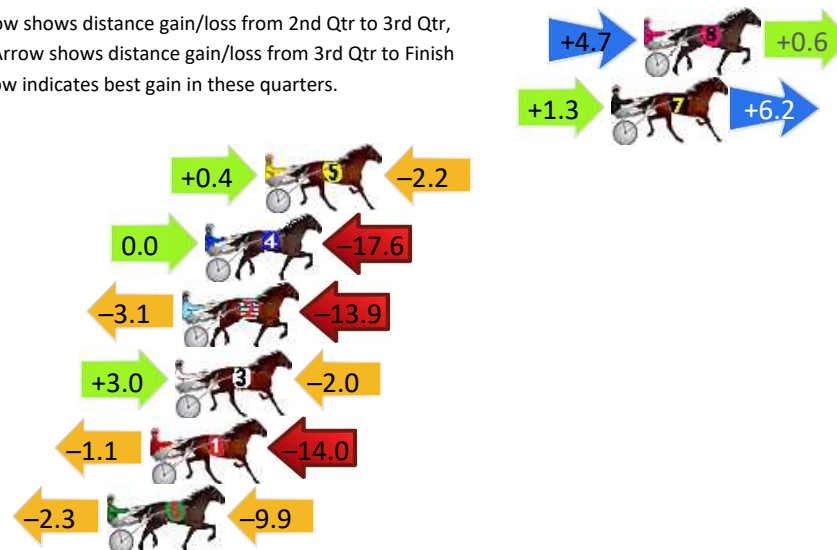 ow shows distance gain/loss from 2nd Qtr to 3rd Qtr,
Arrow shows distance gain/loss from 3rd Qtr to Finish
ow indicates best gain in these quarters.
+4.7 8 +0.6
+1.3 7 +6.2
+0.4 5 –2.2
0.0 4 –17.6
–3.1 2 –13.9
+3.0 3 –2.0
–1.1 1 –14.0
–2.3 6 –9.9